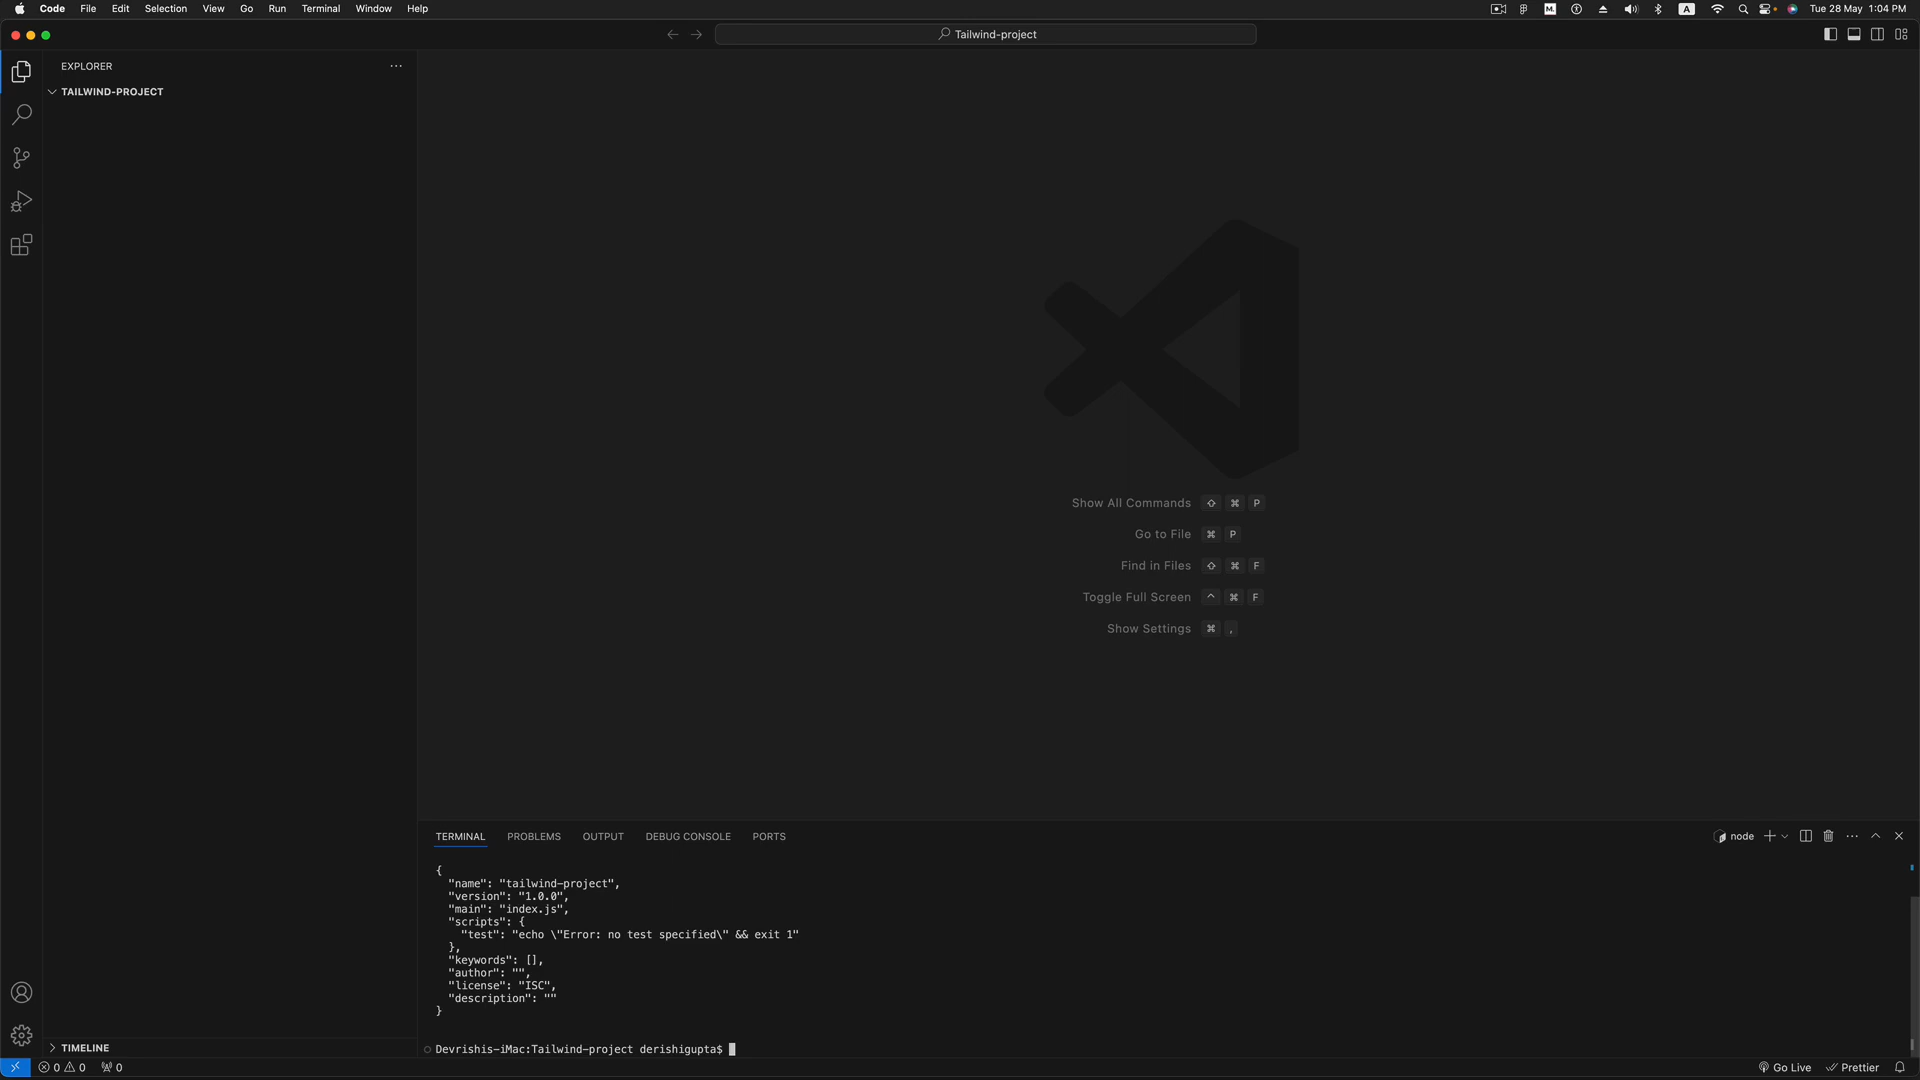 Code File Edit Selection View Go Run Terminal Window Help
A Tue 28 May 1:04 PM
Tailwind-project
EXPLORER
TAILWIND-PROJECT
Show All Commands ⇧ ⌘ P
Go to File ⌘ P
Find in Files ⇧ ⌘ F
Toggle Full Screen ^ ⌘ F
Show Settings ⌘ ,
TERMINAL PROBLEMS OUTPUT DEBUG CONSOLE PORTS
node
{
"name": "tailwind-project",
"version": "1.0.0",
"main": "index.js",
"scripts": {
"test": "echo \"Error: no test specified\" && exit 1"
},
"keywords": [],
"author": "",
"license": "ISC",
"description": ""
}
Devrishis-iMac:Tailwind-project derishigupta$
TIMELINE
0 0 0
Go Live Prettier